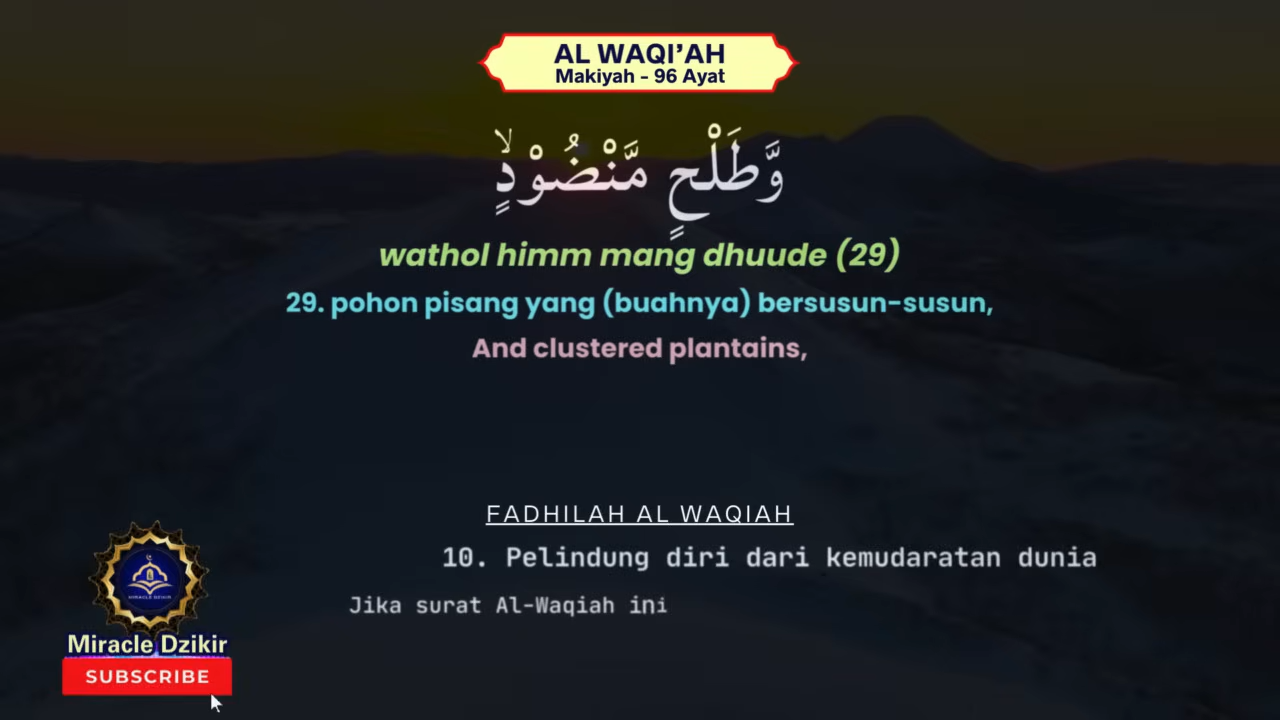 AL WAQI’AH
Makiyah - 96 Ayat
وَّطَلْحٍ مَّنْضُوْدٍۙ
wathol himm mang dhuude (29)
29. pohon pisang yang (buahnya) bersusun-susun,
And clustered plantains,
FADHILAH AL WAQIAH
10. Pelindung diri dari kemudaratan dunia
Jika surat Al-Waqiah ini
MIRACLE DZIKIR
Miracle Dzikir
SUBSCRIBE